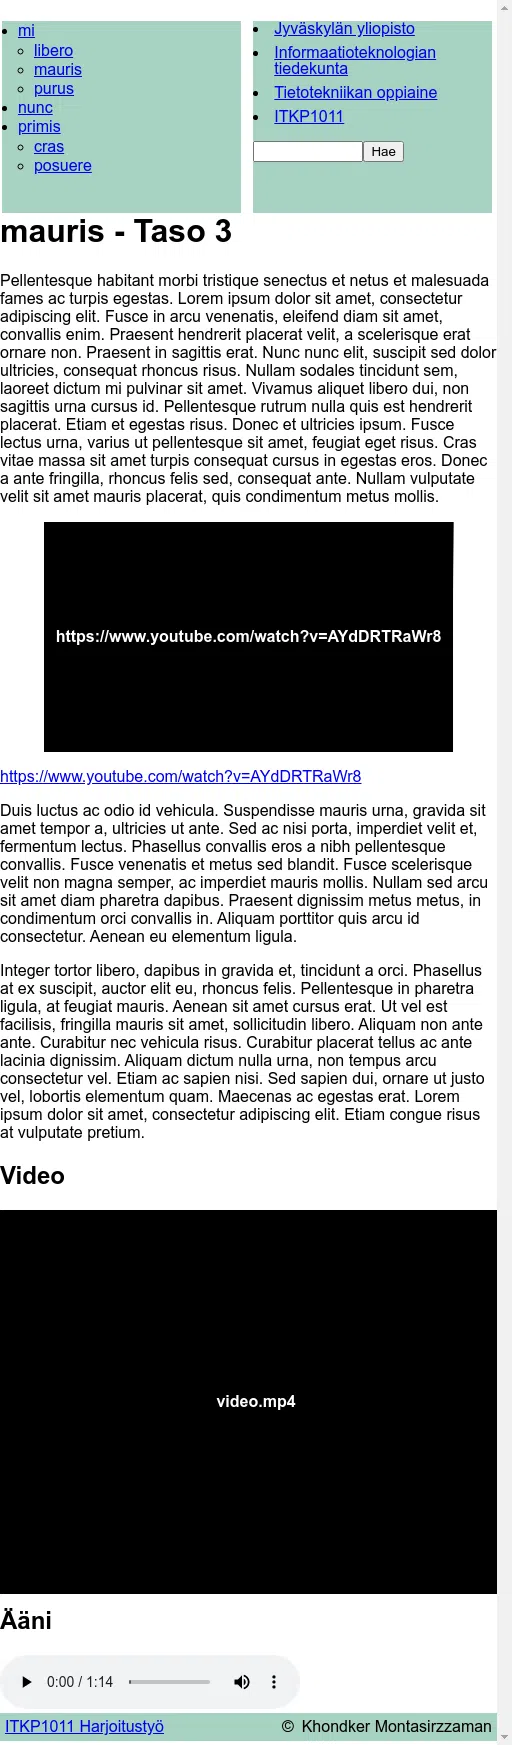 mi
libero
mauris
purus
nunc
primis
cras
posuere
Jyväskylän yliopisto
Informaatioteknologian
tiedekunta
Tietotekniikan oppiaine
ITKP1011
Hae
mauris - Taso 3
Pellentesque habitant morbi tristique senectus et netus et malesuada
fames ac turpis egestas. Lorem ipsum dolor sit amet, consectetur
adipiscing elit. Fusce in arcu venenatis, eleifend diam sit amet,
convallis enim. Praesent hendrerit placerat velit, a scelerisque erat
ornare non. Praesent in sagittis erat. Nunc nunc elit, suscipit sed dolor
ultricies, consequat rhoncus risus. Nullam sodales tincidunt sem,
laoreet dictum mi pulvinar sit amet. Vivamus aliquet libero dui, non
sagittis urna cursus id. Pellentesque rutrum nulla quis est hendrerit
placerat. Etiam et egestas risus. Donec et ultricies ipsum. Fusce
lectus urna, varius ut pellentesque sit amet, feugiat eget risus. Cras
vitae massa sit amet turpis consequat cursus in egestas eros. Donec
a ante fringilla, rhoncus felis sed, consequat ante. Nullam vulputate
velit sit amet mauris placerat, quis condimentum metus mollis.
https://www.youtube.com/watch?v=AYdDRTRaWr8
https://www.youtube.com/watch?v=AYdDRTRaWr8
Duis luctus ac odio id vehicula. Suspendisse mauris urna, gravida sit
amet tempor a, ultricies ut ante. Sed ac nisi porta, imperdiet velit et,
fermentum lectus. Phasellus convallis eros a nibh pellentesque
convallis. Fusce venenatis et metus sed blandit. Fusce scelerisque
velit non magna semper, ac imperdiet mauris mollis. Nullam sed arcu
sit amet diam pharetra dapibus. Praesent dignissim metus metus, in
condimentum orci convallis in. Aliquam porttitor quis arcu id
consectetur. Aenean eu elementum ligula.
Integer tortor libero, dapibus in gravida et, tincidunt a orci. Phasellus
at ex suscipit, auctor elit eu, rhoncus felis. Pellentesque in pharetra
ligula, at feugiat mauris. Aenean sit amet cursus erat. Ut vel est
facilisis, fringilla mauris sit amet, sollicitudin libero. Aliquam non ante
ante. Curabitur nec vehicula risus. Curabitur placerat tellus ac ante
lacinia dignissim. Aliquam dictum nulla urna, non tempus arcu
consectetur vel. Etiam ac sapien nisi. Sed sapien dui, ornare ut justo
vel, lobortis elementum quam. Maecenas ac egestas erat. Lorem
ipsum dolor sit amet, consectetur adipiscing elit. Etiam congue risus
at vulputate pretium.
Video
video.mp4
Ääni
0:00 / 1:14
ITKP1011 Harjoitustyö
© Khondker Montasirzzaman